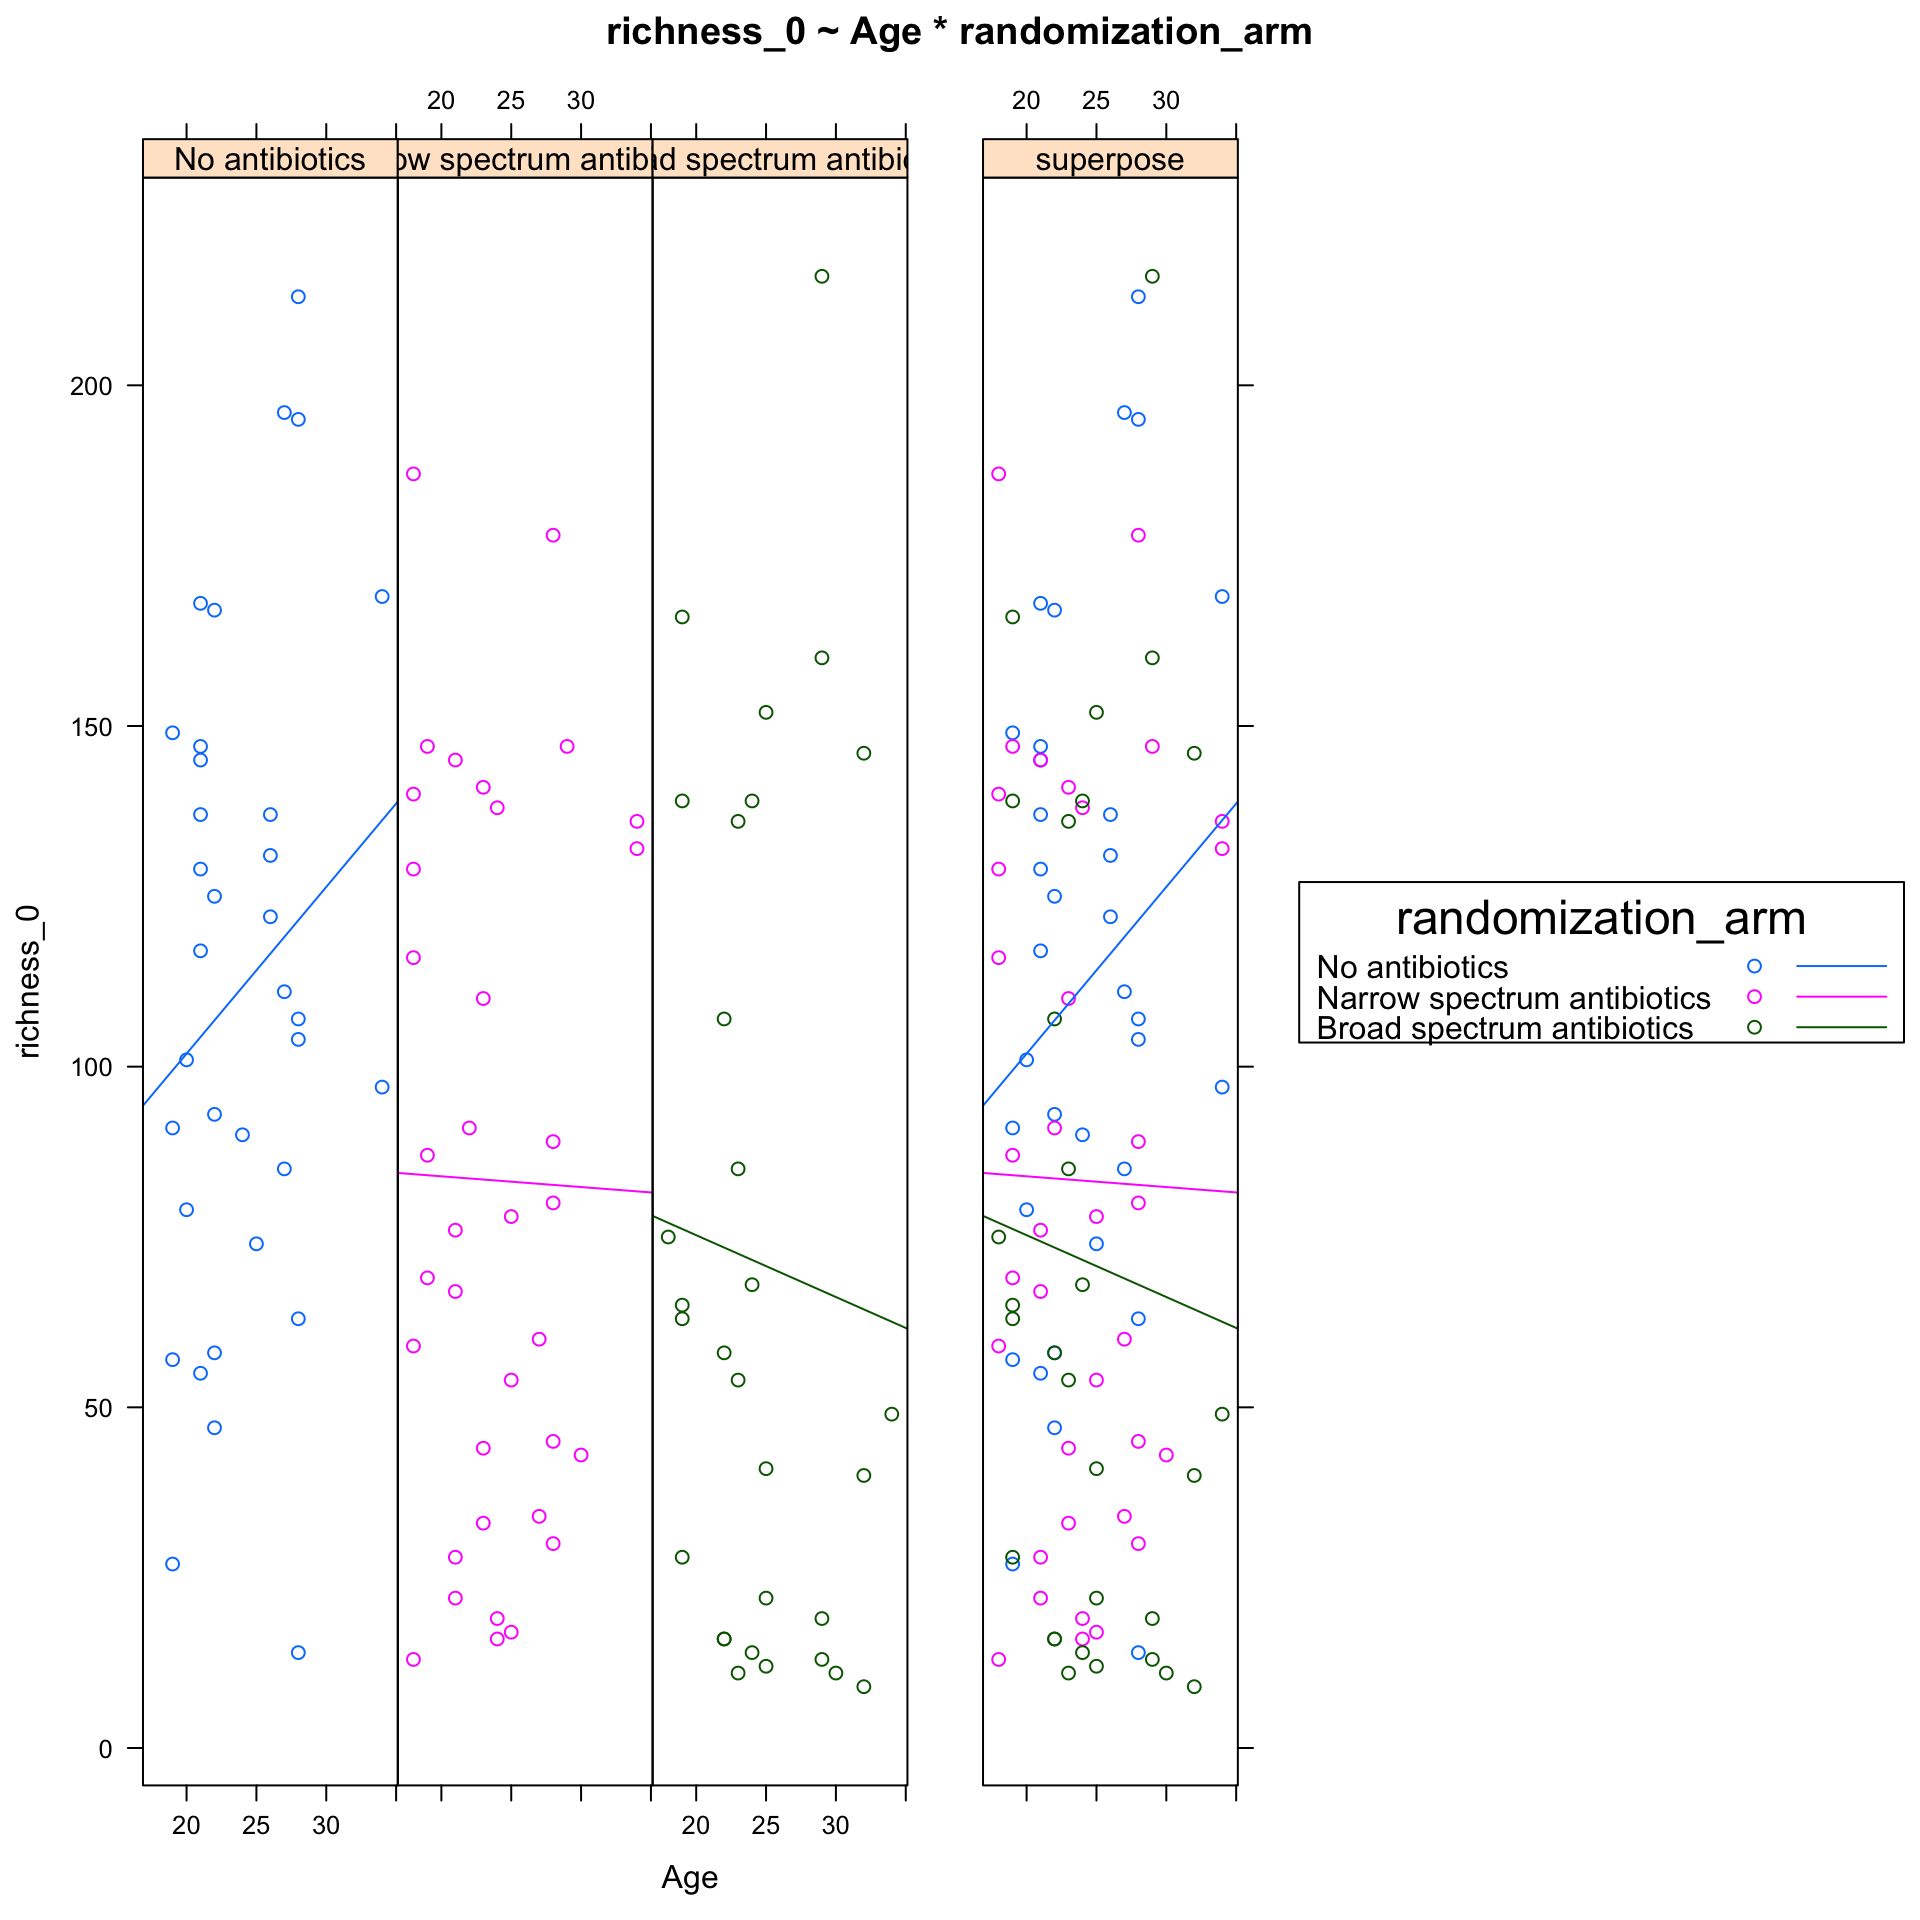 richness_0 ~ Age * randomization_arm
20 25 30 20 25 30
No antibiotics ow spectrum antib ad spectrum antibi superpose
200
150
100
50
0
richness_0
randomization_arm
No antibiotics
Narrow spectrum antibiotics
Broad spectrum antibiotics
20 25 30 20 25 30
Age